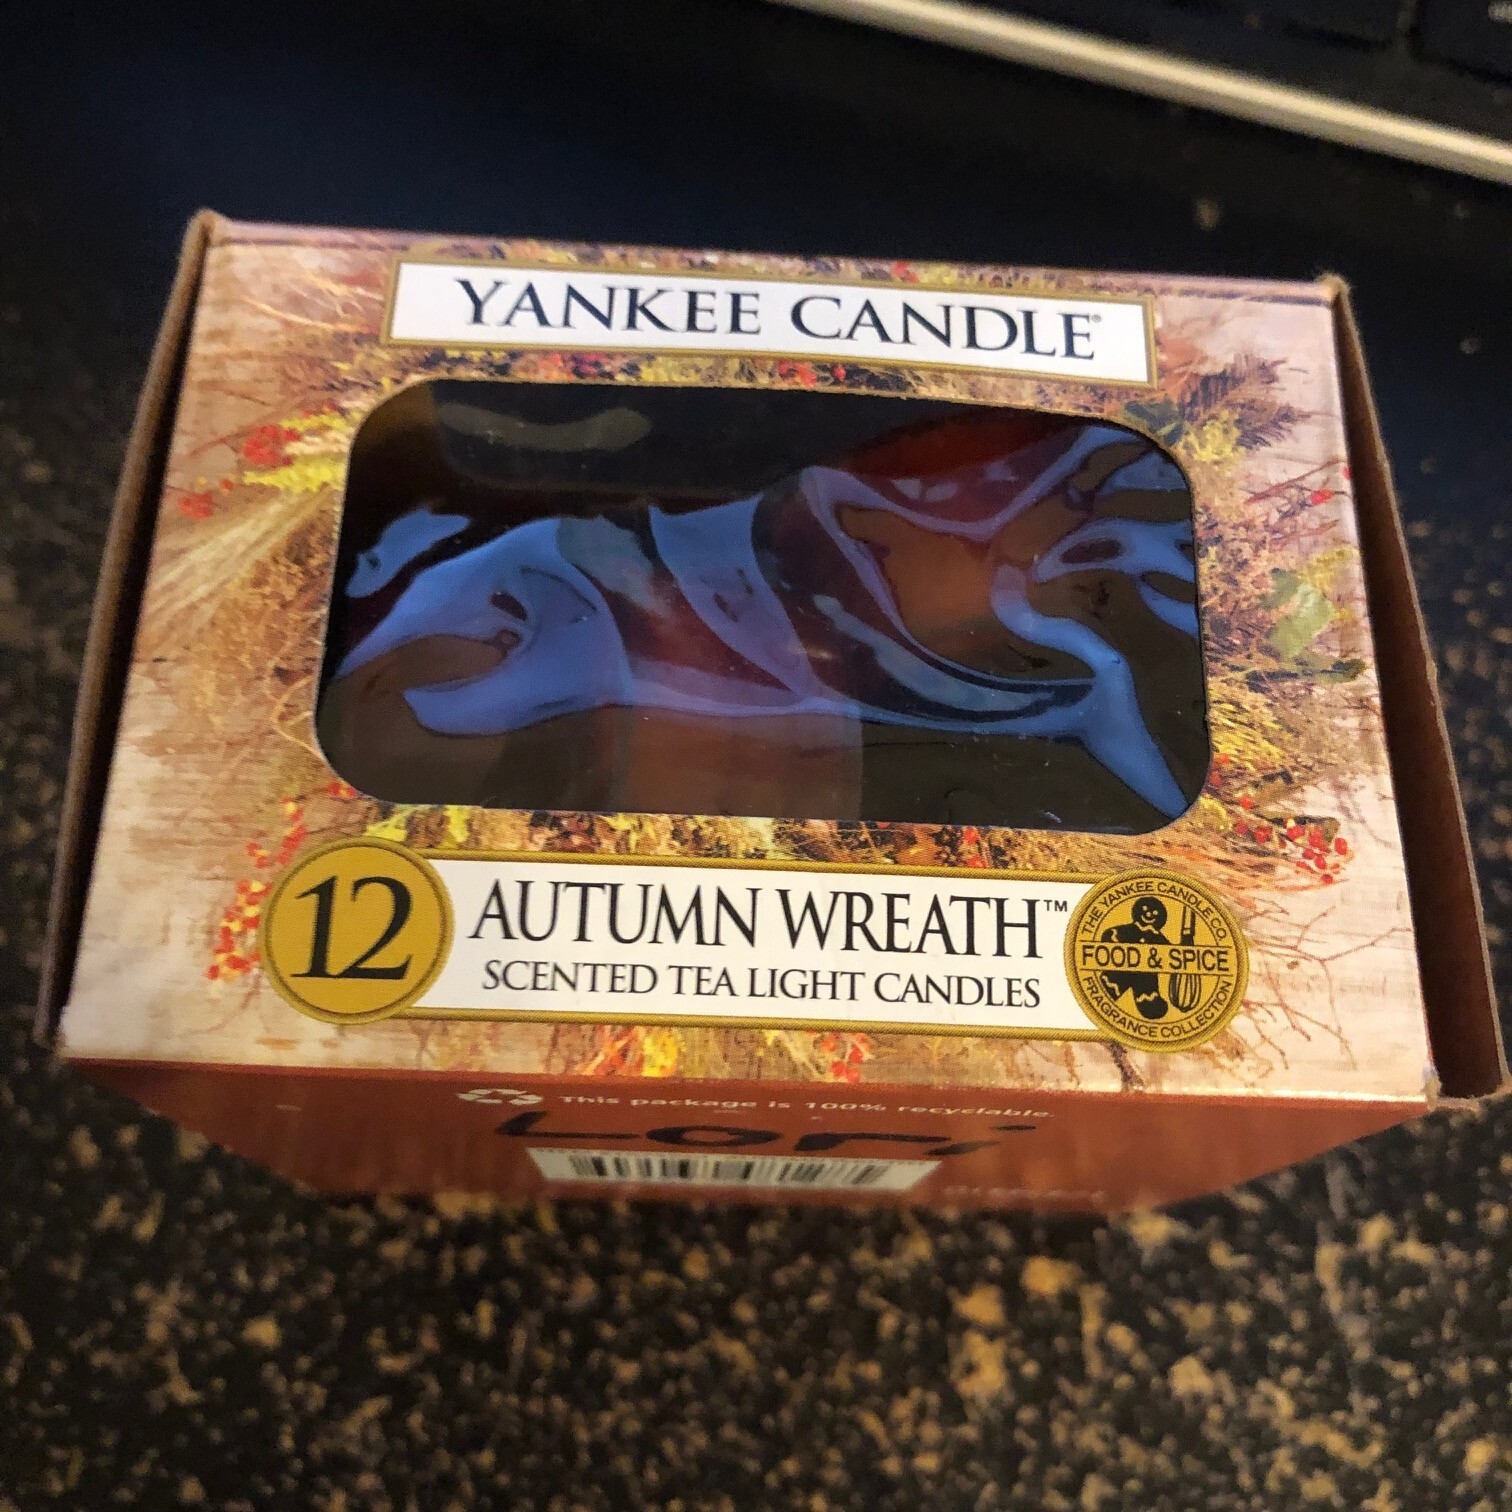 YANKEE CANDLE®
12
AUTUMN WREATH™
SCENTED TEA LIGHT CANDLES
THE YANKEE CANDLE CO.
FOOD & SPICE
FRAGRANCE COLLECTION
This package is 100% recyclable.
Lori